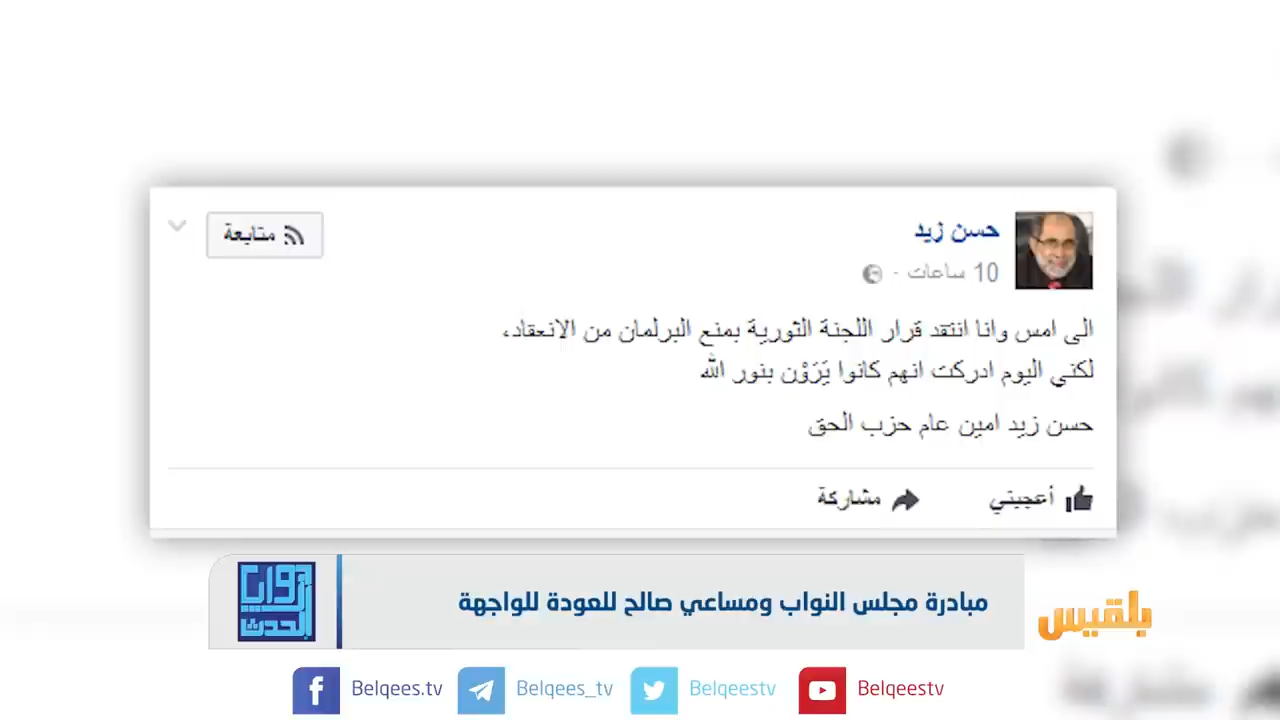 حسن زيد
متابعة
10 ساعات
الى امس وانا انتقد قرار اللجنة الثورية بمنع البرلمان من الانعقاد،
لكني اليوم ادركت انهم كانوا يَرَوْن بنور الله
حسن زيد امين عام حزب الحق
أعجبني
مشاركة
مبادرة مجلس النواب ومساعي صالح للعودة للواجهة
أبواب الحدث
بلقيس
Belqees.tv
Belqees_tv
Belqeestv
Belqeestv